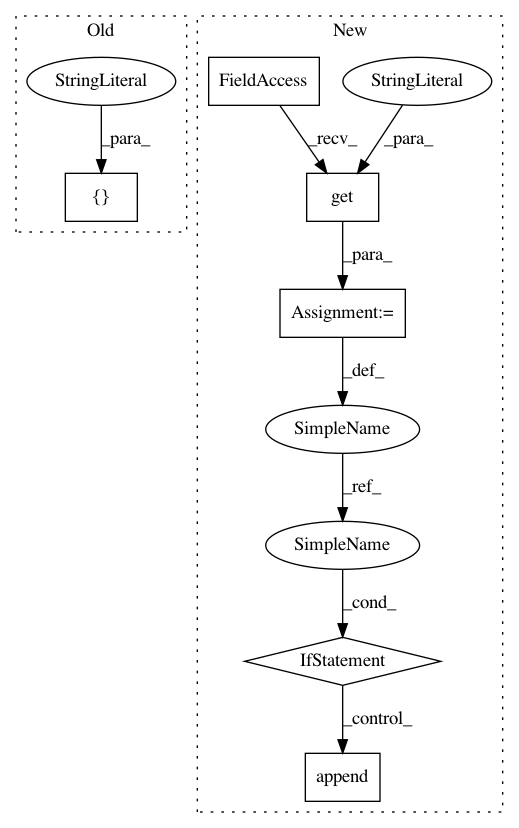 Old
New
StringLiteral
FieldAccess
StringLiteral
_para_
_recv_
_para_
{}
get
_para_
Assignment:=
_def_
SimpleName
_ref_
SimpleName
_cond_
IfStatement
_control_
append